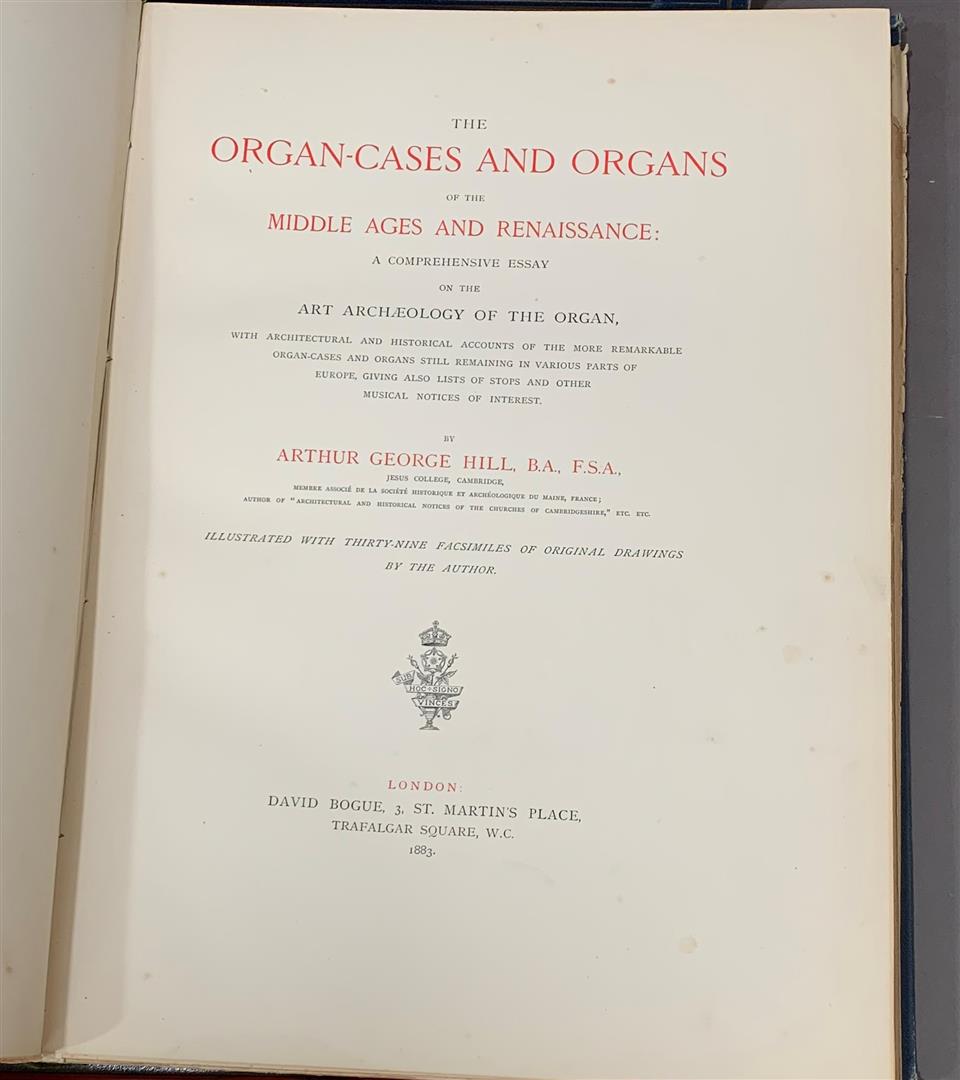 THE
ORGAN-CASES AND ORGANS
OF THE
MIDDLE AGES AND RENAISSANCE:
A COMPREHENSIVE ESSAY
ON THE
ART ARCHÆOLOGY OF THE ORGAN,
WITH ARCHITECTURAL AND HISTORICAL ACCOUNTS OF THE MORE REMARKABLE
ORGAN-CASES AND ORGANS STILL REMAINING IN VARIOUS PARTS OF
EUROPE, GIVING ALSO LISTS OF STOPS AND OTHER
MUSICAL NOTICES OF INTEREST.
BY
ARTHUR GEORGE HILL, B.A., F.S.A.,
JESUS COLLEGE, CAMBRIDGE,
MEMBRE ASSOCIÉ DE LA SOCIÉTÉ HISTORIQUE ET ARCHÉOLOGIQUE DU MAINE, FRANCE;
AUTHOR OF "ARCHITECTURAL AND HISTORICAL NOTICES OF THE CHURCHES OF CAMBRIDGESHIRE," ETC. ETC.
ILLUSTRATED WITH THIRTY-NINE FACSIMILES OF ORIGINAL DRAWINGS
BY THE AUTHOR.
SUB
HOC SIGNO
VINCES
LONDON:
DAVID BOGUE, 3, ST. MARTIN'S PLACE,
TRAFALGAR SQUARE, W.C.
1883.